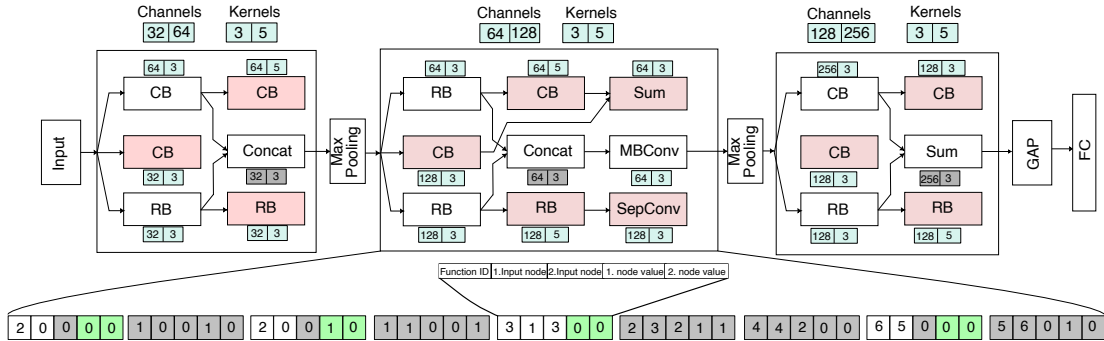 Channels Kernels Channels Kernels Channels Kernels
32 64 3 5 64 128 3 5 128 256 3 5
64 3 64 5 64 3 64 5 64 3 256 3 128 3
CB CB RB CB Sum CB CB
Input CB Concat Max Pooling CB Concat MBConv Max Pooling CB Sum GAP FC
32 3 32 3 128 3 64 3 64 3 128 3 256 3
RB RB RB RB SepConv RB RB
32 3 32 3 128 3 128 5 128 3 128 3 128 5
Function ID 1.Input node 2.Input node 1. node value 2. node value
2 0 0 0 0 1 0 0 1 0 2 0 0 1 0 1 1 0 0 1 3 1 3 0 0 2 3 2 1 1 4 4 2 0 0 6 5 0 0 0 5 6 0 1 0